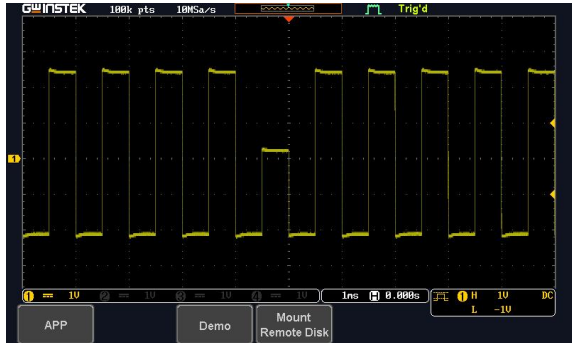 GWINSTEK 100k pts 10MSa/s Trig'd
1
1 1V 2 1V 3 1V 4 1V 1ms H 0.000s 1 H 1V DC
L -1V
APP Demo Mount
Remote Disk